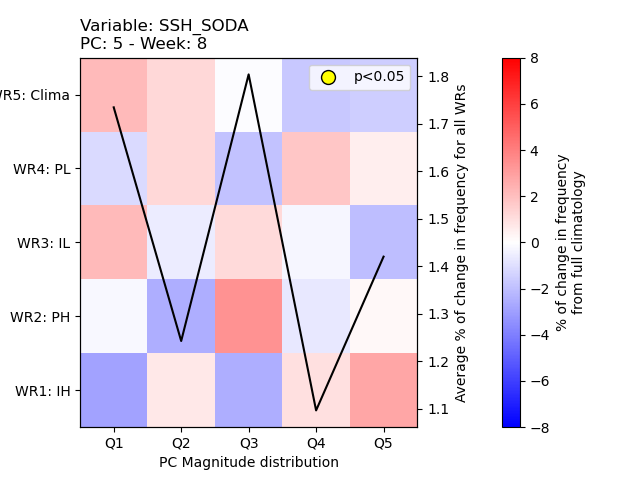 Variable: SSH_SODA
PC: 5 - Week: 8
p<0.05
WR5: Clima
WR4: PL
WR3: IL
WR2: PH
WR1: IH
Q1 Q2 Q3 Q4 Q5
PC Magnitude distribution
1.8
1.7
1.6
1.5
1.4
1.3
1.2
1.1
Average % of change in frequency for all WRs
8
6
4
2
0
−2
−4
−6
−8
% of change in frequency
from full climatology